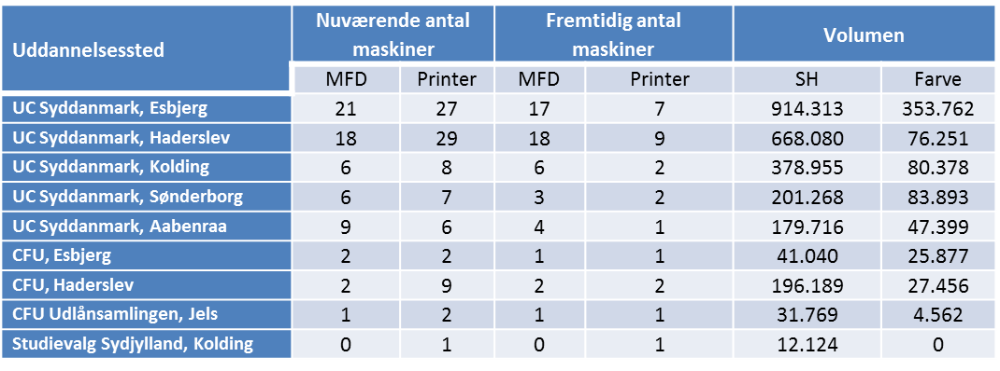 Uddannelsessted Nuværende antal maskiner Fremtidig antal maskiner Volumen
MFD Printer MFD Printer SH Farve
UC Syddanmark, Esbjerg 21 27 17 7 914.313 353.762
UC Syddanmark, Haderslev 18 29 18 9 668.080 76.251
UC Syddanmark, Kolding 6 8 6 2 378.955 80.378
UC Syddanmark, Sønderborg 6 7 3 2 201.268 83.893
UC Syddanmark, Aabenraa 9 6 4 1 179.716 47.399
CFU, Esbjerg 2 2 1 1 41.040 25.877
CFU, Haderslev 2 9 2 2 196.189 27.456
CFU Udlånsamlingen, Jels 1 2 1 1 31.769 4.562
Studievalg Sydjylland, Kolding 0 1 0 1 12.124 0